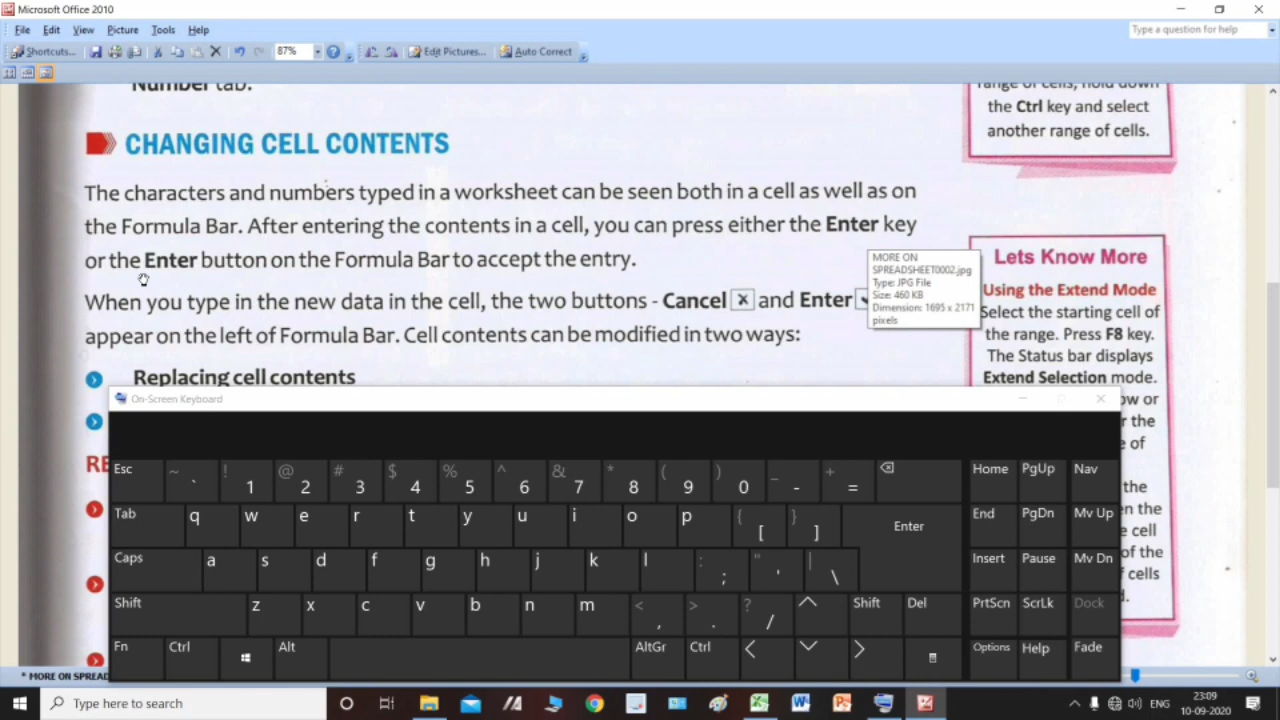 Microsoft Office 2010
File Edit View Picture Tools Help
Type a question for help
Shortcuts... 87% Edit Pictures... Auto Correct
Number tab.
CHANGING CELL CONTENTS
The characters and numbers typed in a worksheet can be seen both in a cell as well as on
the Formula Bar. After entering the contents in a cell, you can press either the Enter key
or the Enter button on the Formula Bar to accept the entry.
When you type in the new data in the cell, the two buttons - Cancel and Enter
appear on the left of Formula Bar. Cell contents can be modified in two ways:
Replacing cell contents
RE
MORE ON
SPREADSHEET0002.jpg
Type: JPG File
Size: 460 KB
Dimension: 1695 x 2171
pixels
range of cells, hold down
the Ctrl key and select
another range of cells.
Lets Know More
Using the Extend Mode
Select the starting cell of
the range. Press F8 key.
The Status bar displays
Extend Selection mode.
ow or
r the
e of
the
n the
e cell
of the
f cells
d.
On-Screen Keyboard
Esc ~ ` ! 1 @ 2 # 3 $ 4 % 5 ^ 6 & 7 * 8 ( 9 ) 0 _ - + = Home PgUp Nav
Tab q w e r t y u i o p { [ } ] Enter End PgDn Mv Up
Caps a s d f g h j k l : ; " ' | \ Insert Pause Mv Dn
Shift z x c v b n m < , > . ? / Shift Del PrtScn ScrLk Dock
Fn Ctrl Alt AltGr Ctrl Options Help Fade
* MORE ON SPREAD
Type here to search
ENG
23:09
10-09-2020